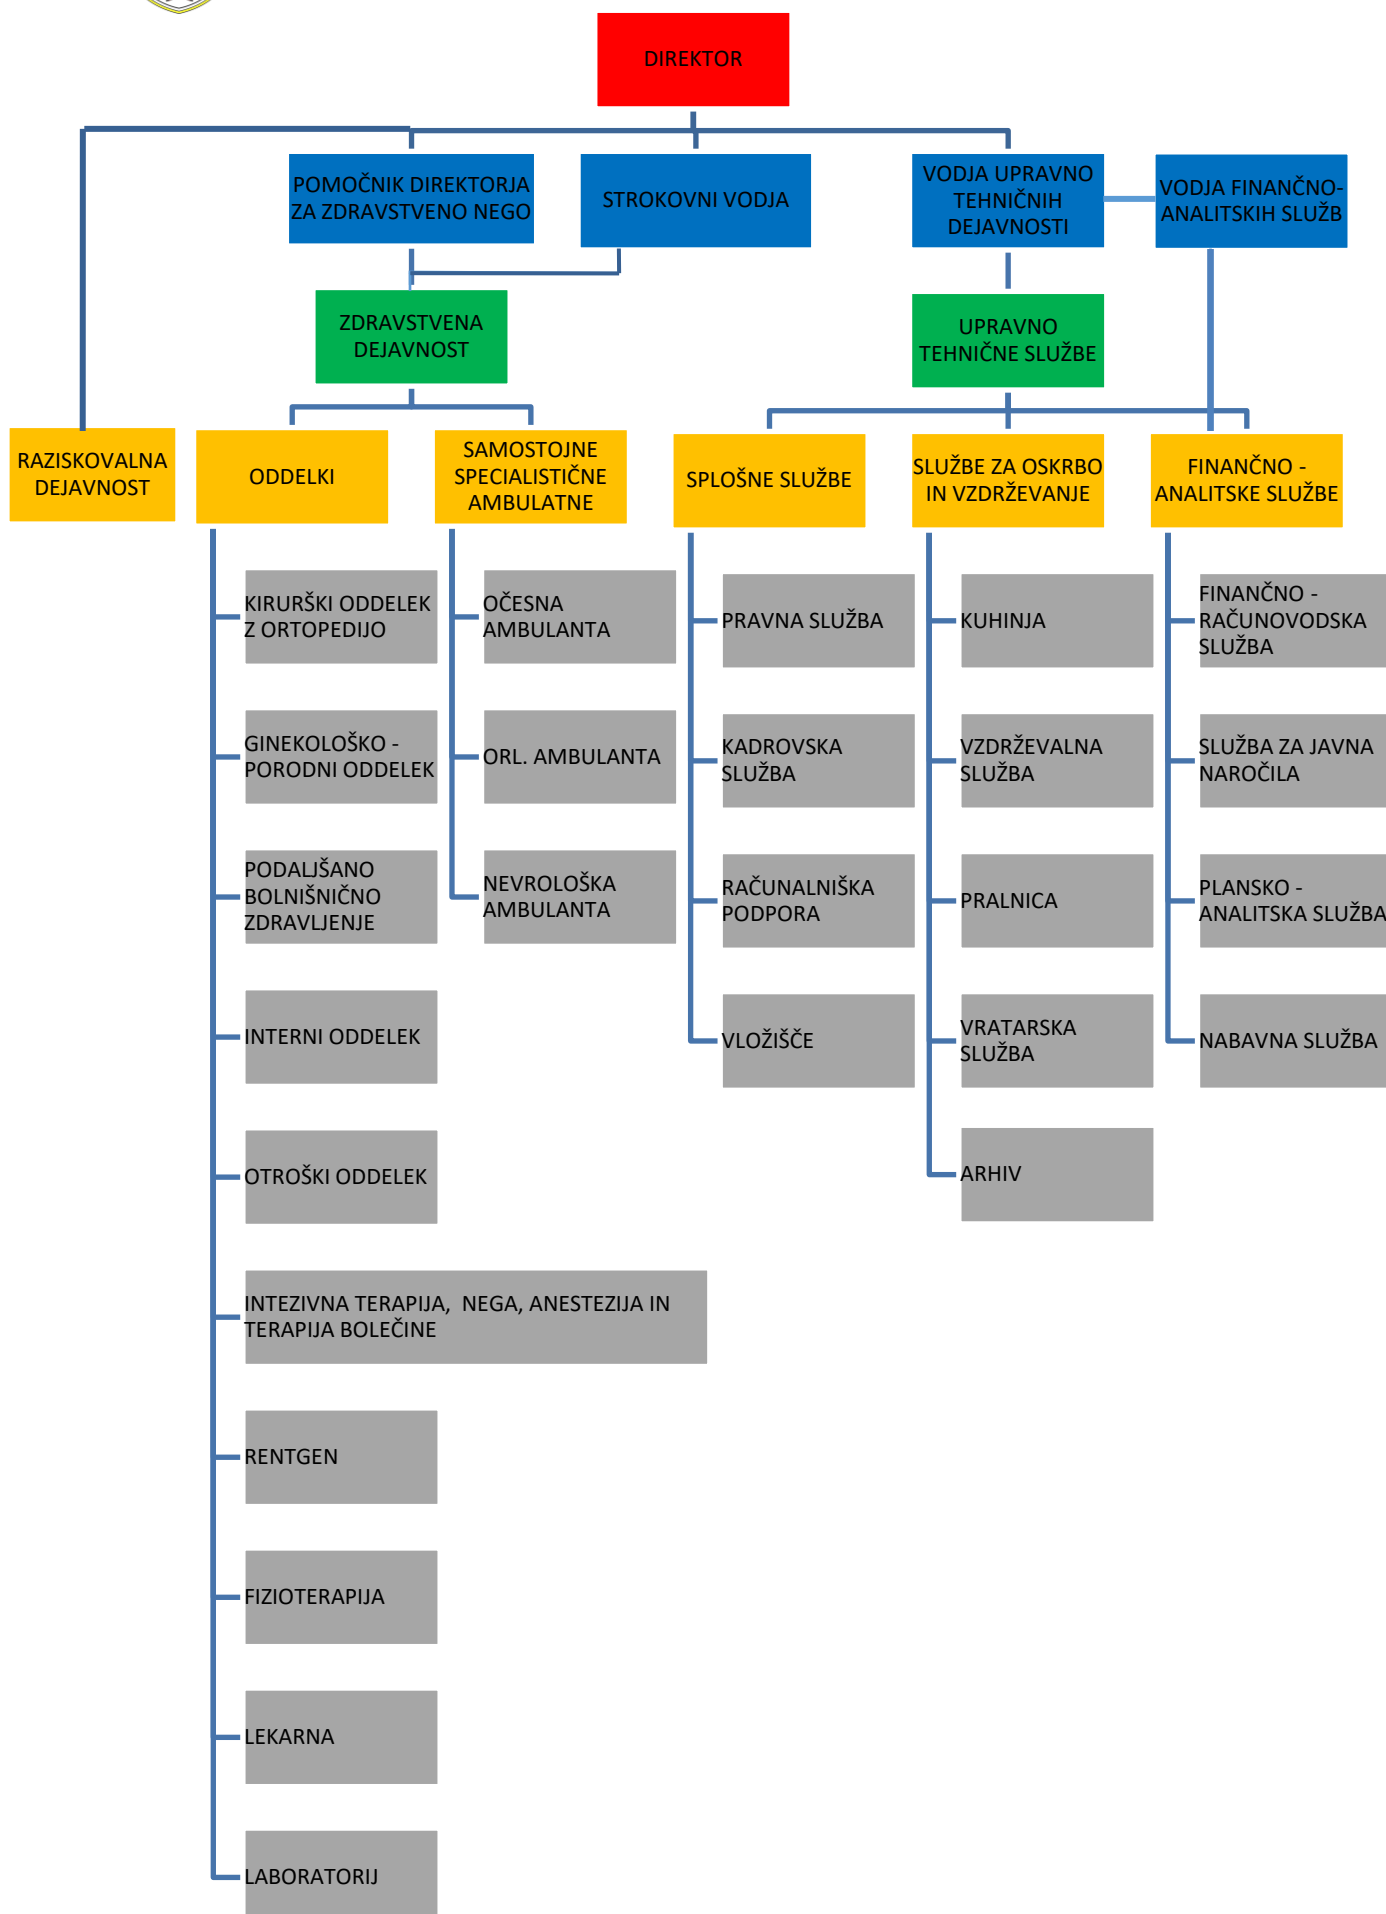 DIREKTOR
POMOČNIK DIREKTORJA
ZA ZDRAVSTVENO NEGO
STROKOVNI VODJA
VODJA UPRAVNO
TEHNIČNIH
DEJAVNOSTI
VODJA FINANČNO-
ANALITSKIH SLUŽB
ZDRAVSTVENA
DEJAVNOST
UPRAVNO
TEHNIČNE SLUŽBE
RAZISKOVALNA
DEJAVNOST
ODDELKI
SAMOSTOJNE
SPECIALISTIČNE
AMBULATNE
SPLOŠNE SLUŽBE
SLUŽBE ZA OSKRBO
IN VZDRŽEVANJE
FINANČNO -
ANALITSKE SLUŽBE
KIRURŠKI ODDELEK
Z ORTOPEDIJO
GINEKOLOŠKO -
PORODNI ODDELEK
PODALJŠANO
BOLNIŠNIČNO
ZDRAVLJENJE
INTERNI ODDELEK
OTROŠKI ODDELEK
INTEZIVNA TERAPIJA,  NEGA, ANESTEZIJA IN
TERAPIJA BOLEČINE
RENTGEN
FIZIOTERAPIJA
LEKARNA
LABORATORIJ
OČESNA
AMBULANTA
ORL. AMBULANTA
NEVROLOŠKA
AMBULANTA
PRAVNA SLUŽBA
KADROVSKA
SLUŽBA
RAČUNALNIŠKA
PODPORA
VLOŽIŠČE
KUHINJA
VZDRŽEVALNA
SLUŽBA
PRALNICA
VRATARSKA
SLUŽBA
ARHIV
FINANČNO -
RAČUNOVODSKA
SLUŽBA
SLUŽBA ZA JAVNA
NAROČILA
PLANSKO -
ANALITSKA SLUŽBA
NABAVNA SLUŽBA